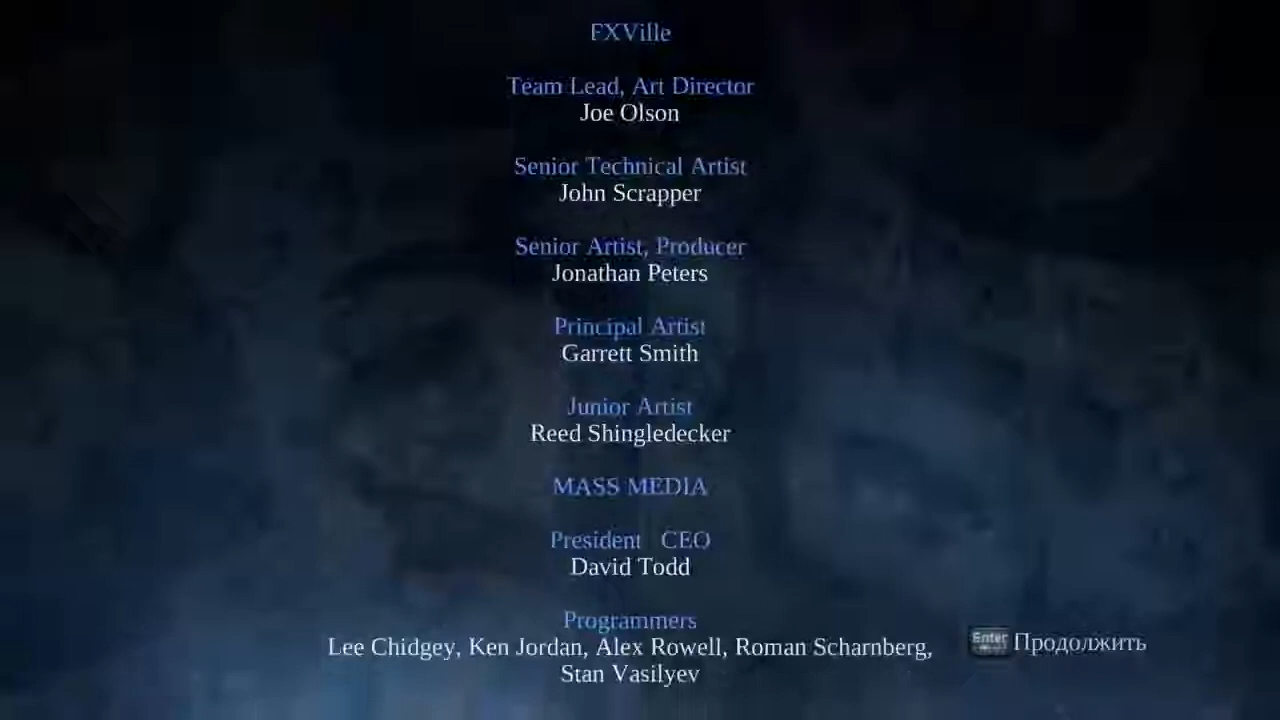 FXVille
Team Lead, Art Director
Joe Olson
Senior Technical Artist
John Scrapper
Senior Artist, Producer
Jonathan Peters
Principal Artist
Garrett Smith
Junior Artist
Reed Shingledecker
MASS MEDIA
President CEO
David Todd
Programmers
Lee Chidgey, Ken Jordan, Alex Rowell, Roman Scharnberg,
Stan Vasilyev
Enter Продолжить